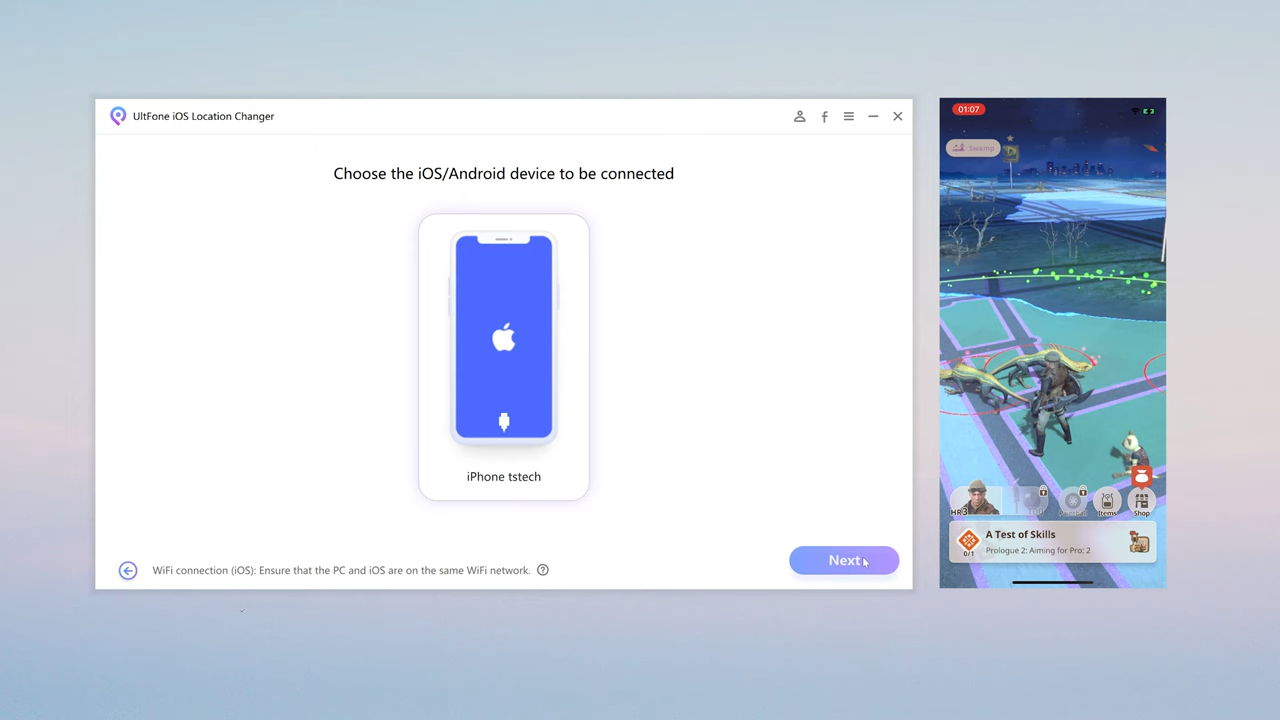 UltFone iOS Location Changer
Choose the iOS/Android device to be connected
iPhone tstech
WiFi connection (iOS): Ensure that the PC and iOS are on the same WiFi network.
Next
01:07
Swamp
HR3
Paintball
Items
Shop
A Test of Skills
0/1
Prologue 2: Aiming for Pro: 2